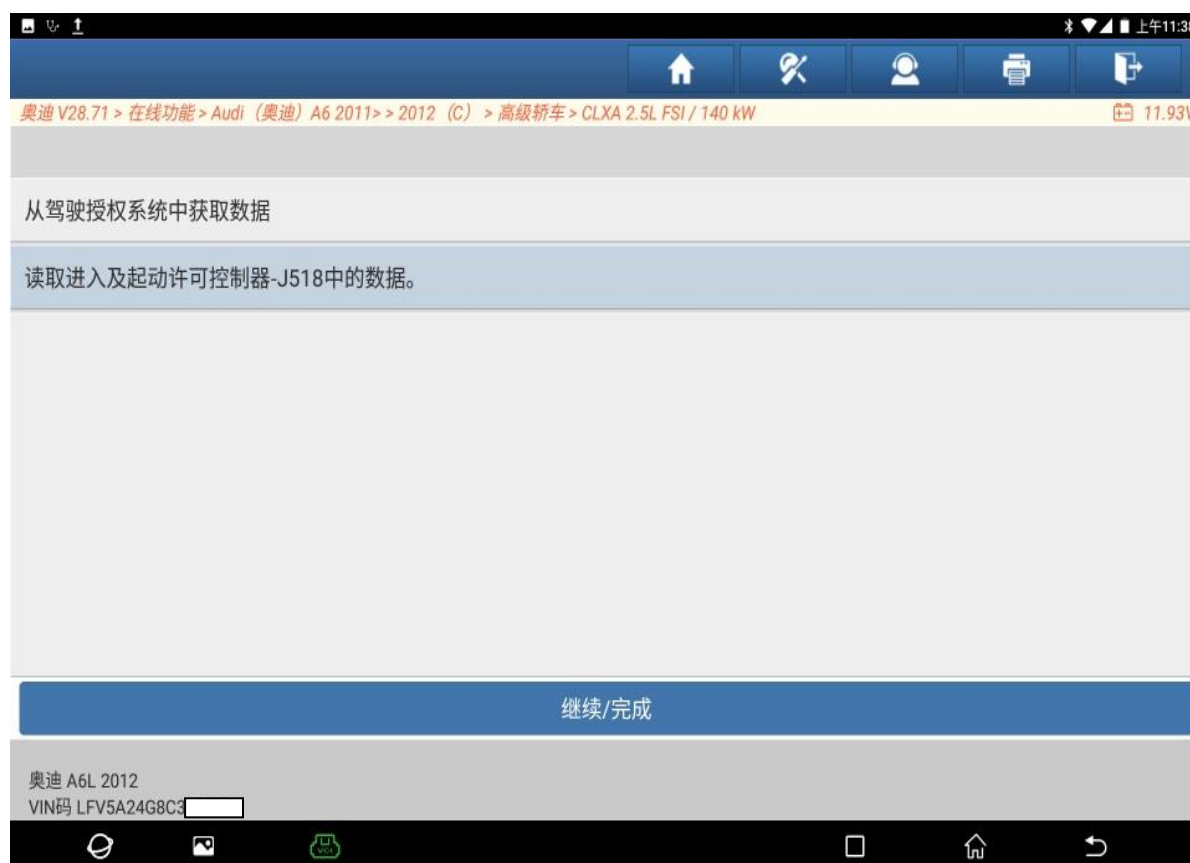 上午11:38
奥迪 V28.71 > 在线功能 > Audi（奥迪）A6 2011> > 2012（C） > 高级轿车 > CLXA 2.5L FSI / 140 kW 11.93V
从驾驶授权系统中获取数据
读取进入及起动许可控制器-J518中的数据。
继续/完成
奥迪 A6L 2012
VIN码 LFV5A24G8C3
VCI